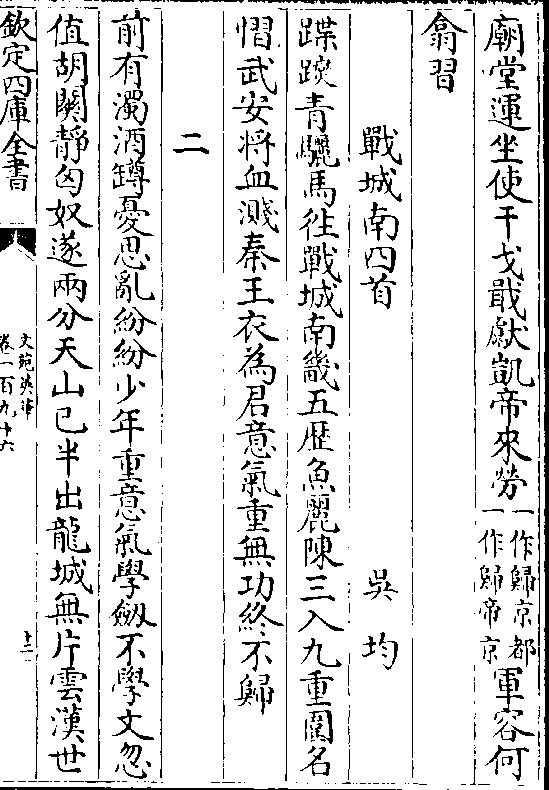 廟堂運坐使干戈戢獻凱帝來勞一作歸京都一作歸帝京軍容何
翕習
戰城南四首 吳均
蹀躞青驪馬徃戰城南畿五歴魚麗陳三入九重圍名
慴武安将血濺秦王衣為君意氣重無功終不歸
二
前有濁酒罇憂思亂紛紛少年重意氣學劔不學文忽
值胡闗靜匈奴遂兩分天山已半出龍城無片雲漢世
欽定四庫全書
文苑英華
卷一百九十六
十二